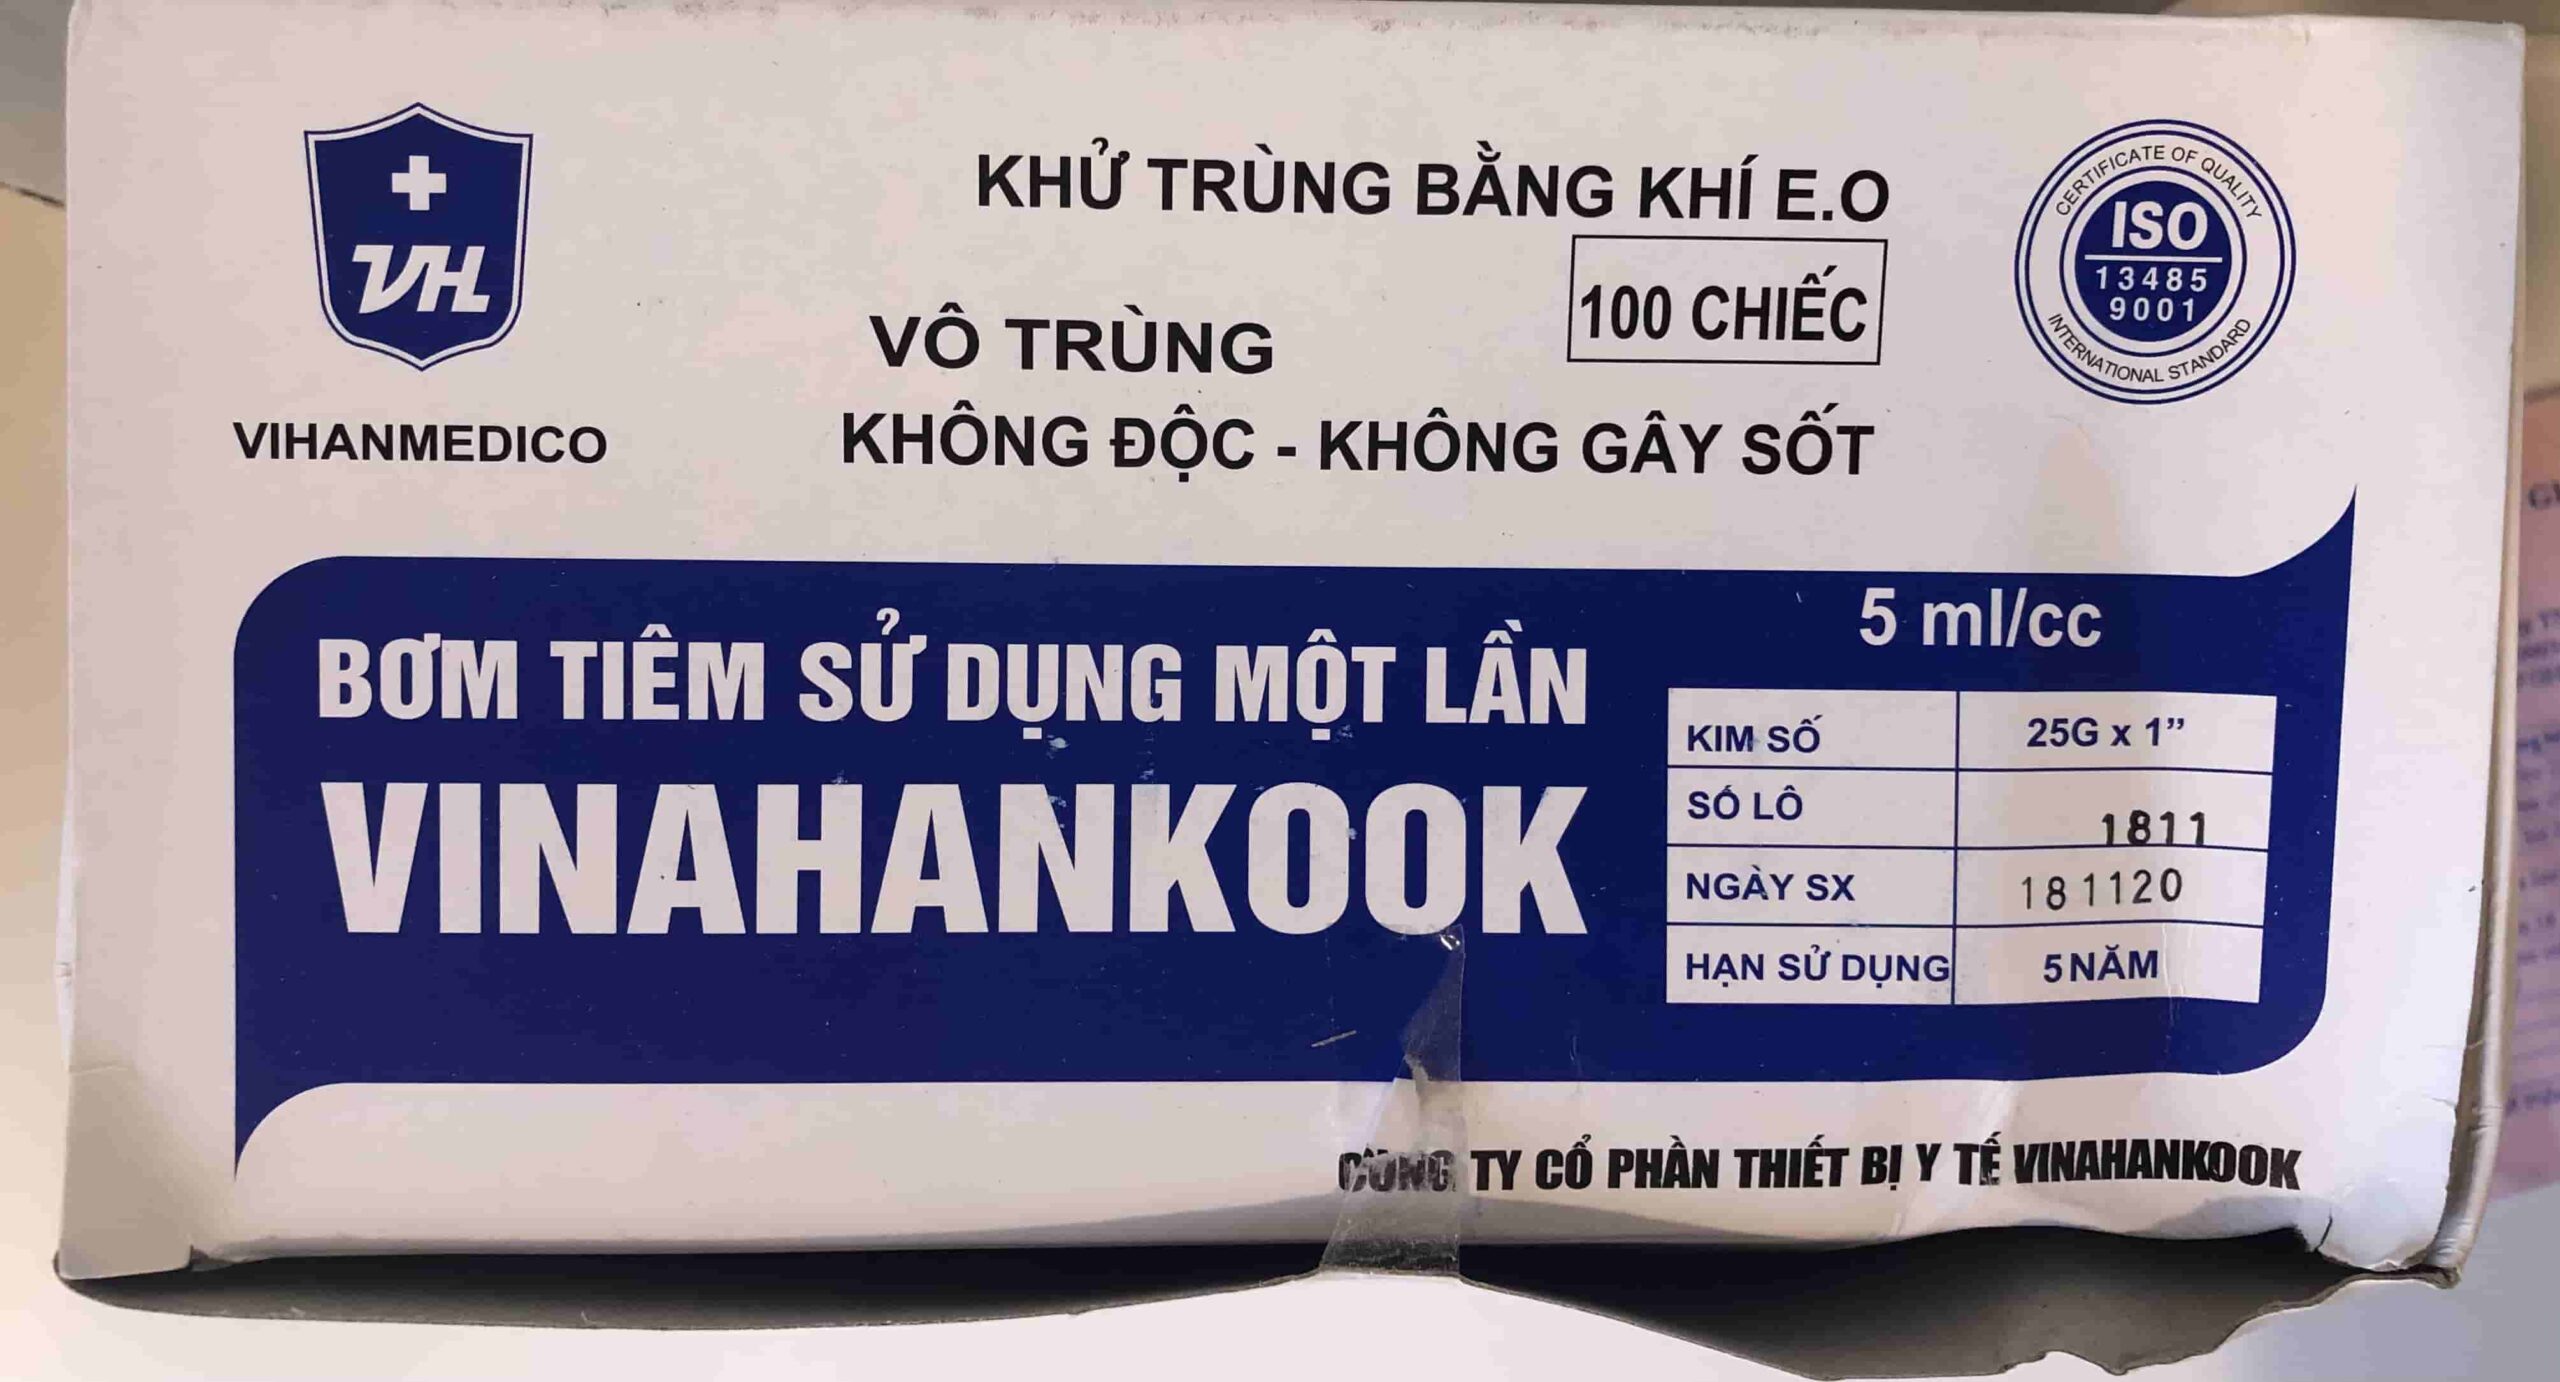 VH
VIHANMEDICO
KHỬ TRÙNG BẰNG KHÍ E.O
100 CHIẾC
VÔ TRÙNG
KHÔNG ĐỘC - KHÔNG GÂY SỐT
CERTIFICATE OF QUALITY
ISO
13485
9001
INTERNATIONAL STANDARD
BƠM TIÊM SỬ DỤNG MỘT LẦN
VINAHANKOOK
5 ml/cc
KIM SỐ 25G x 1”
SỐ LÔ 1811
NGÀY SX 181120
HẠN SỬ DỤNG 5 NĂM
CÔNG TY CỔ PHẦN THIẾT BỊ Y TẾ VINAHANKOOK